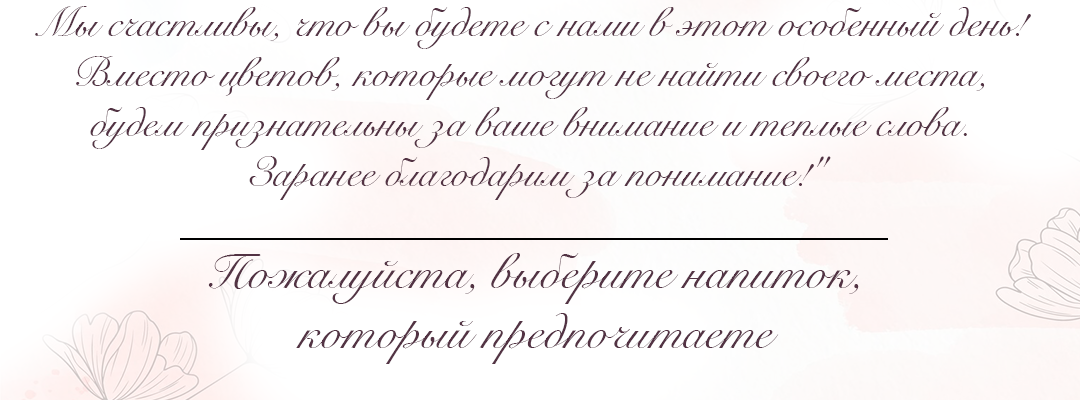 Мы счастливы, что вы будете с нами в этот особенный день!
Вместо цветов, которые могут не найти своего места,
будем признательны за ваше внимание и теплые слова.
Заранее благодарим за понимание!"
Пожалуйста, выберите напиток,
который предпочитаете